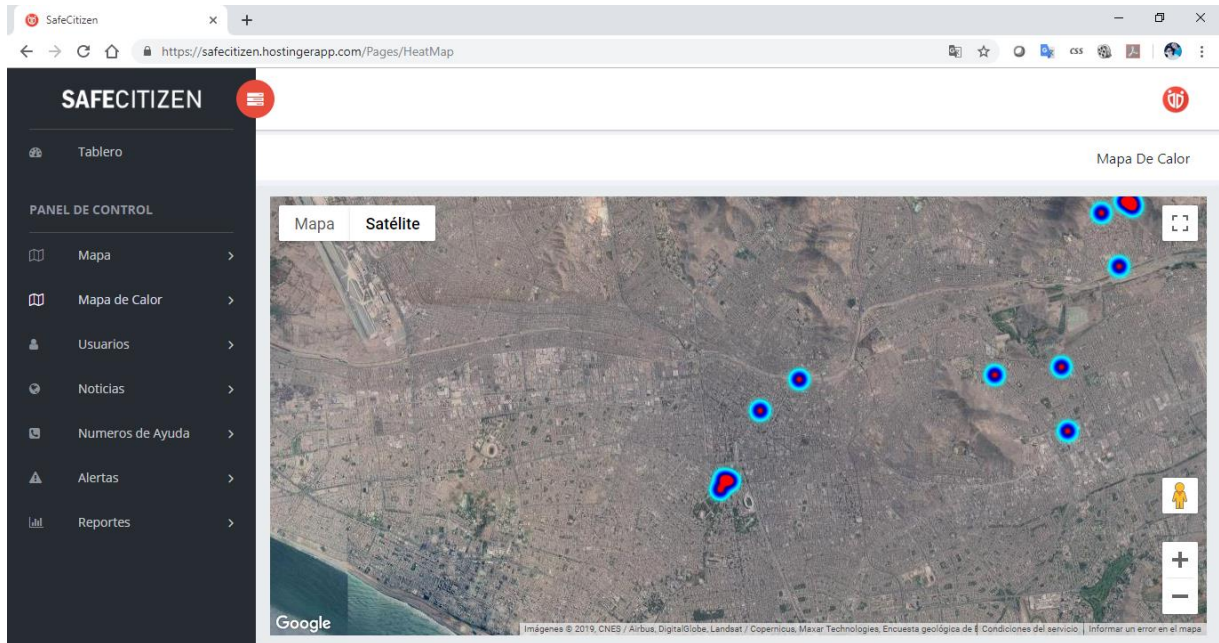 SafeCitizen
https://safecitizen.hostingerapp.com/Pages/HeatMap
css
SAFECITIZEN
Tablero
Mapa De Calor
PANEL DE CONTROL
Mapa
Mapa de Calor
Usuarios
Noticias
Numeros de Ayuda
Alertas
Reportes
Mapa
Satélite
Google
Imágenes © 2019, CNES / Airbus, DigitalGlobe, Landsat / Copernicus, Maxar Technologies, Encuesta geológica de
Condiciones del servicio
Informar un error en el mapa